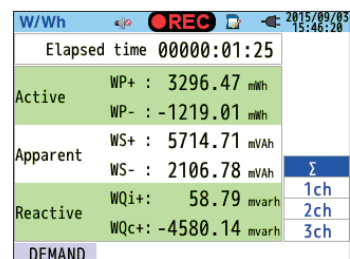 W/Wh REC 2015/09/03
15:46:20
Elapsed time 00000:01:25
Active WP+ : 3296.47 mWh
WP- : -1219.01 mWh
Apparent WS+ : 5714.71 mVAh
WS- : 2106.78 mVAh
Reactive WQi+: 58.79 mvarh
WQc+: -4580.14 mvarh
Σ
1ch
2ch
3ch
DEMAND